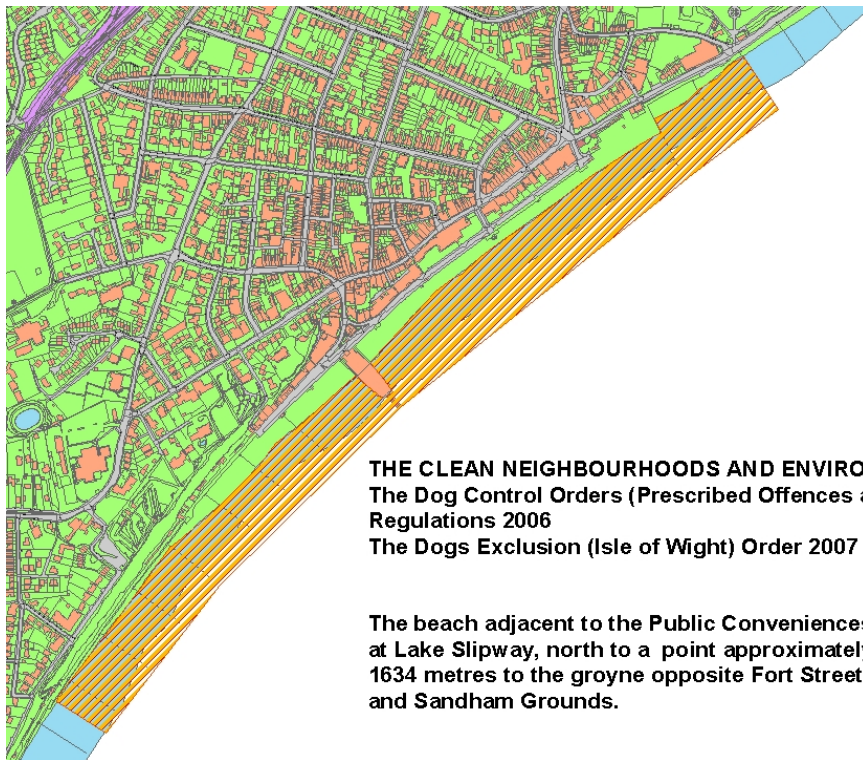 THE CLEAN NEIGHBOURHOODS AND
The Dog Control Orders (Prescribed Offences
Regulations 2006
The Dogs Exclusion (Isle of Wight) Order 2007
The beach adjacent to the Public Conveniences
at Lake Slipway, north to a point approximately
1634 metres to the groyne opposite Fort Street
and Sandham Grounds.